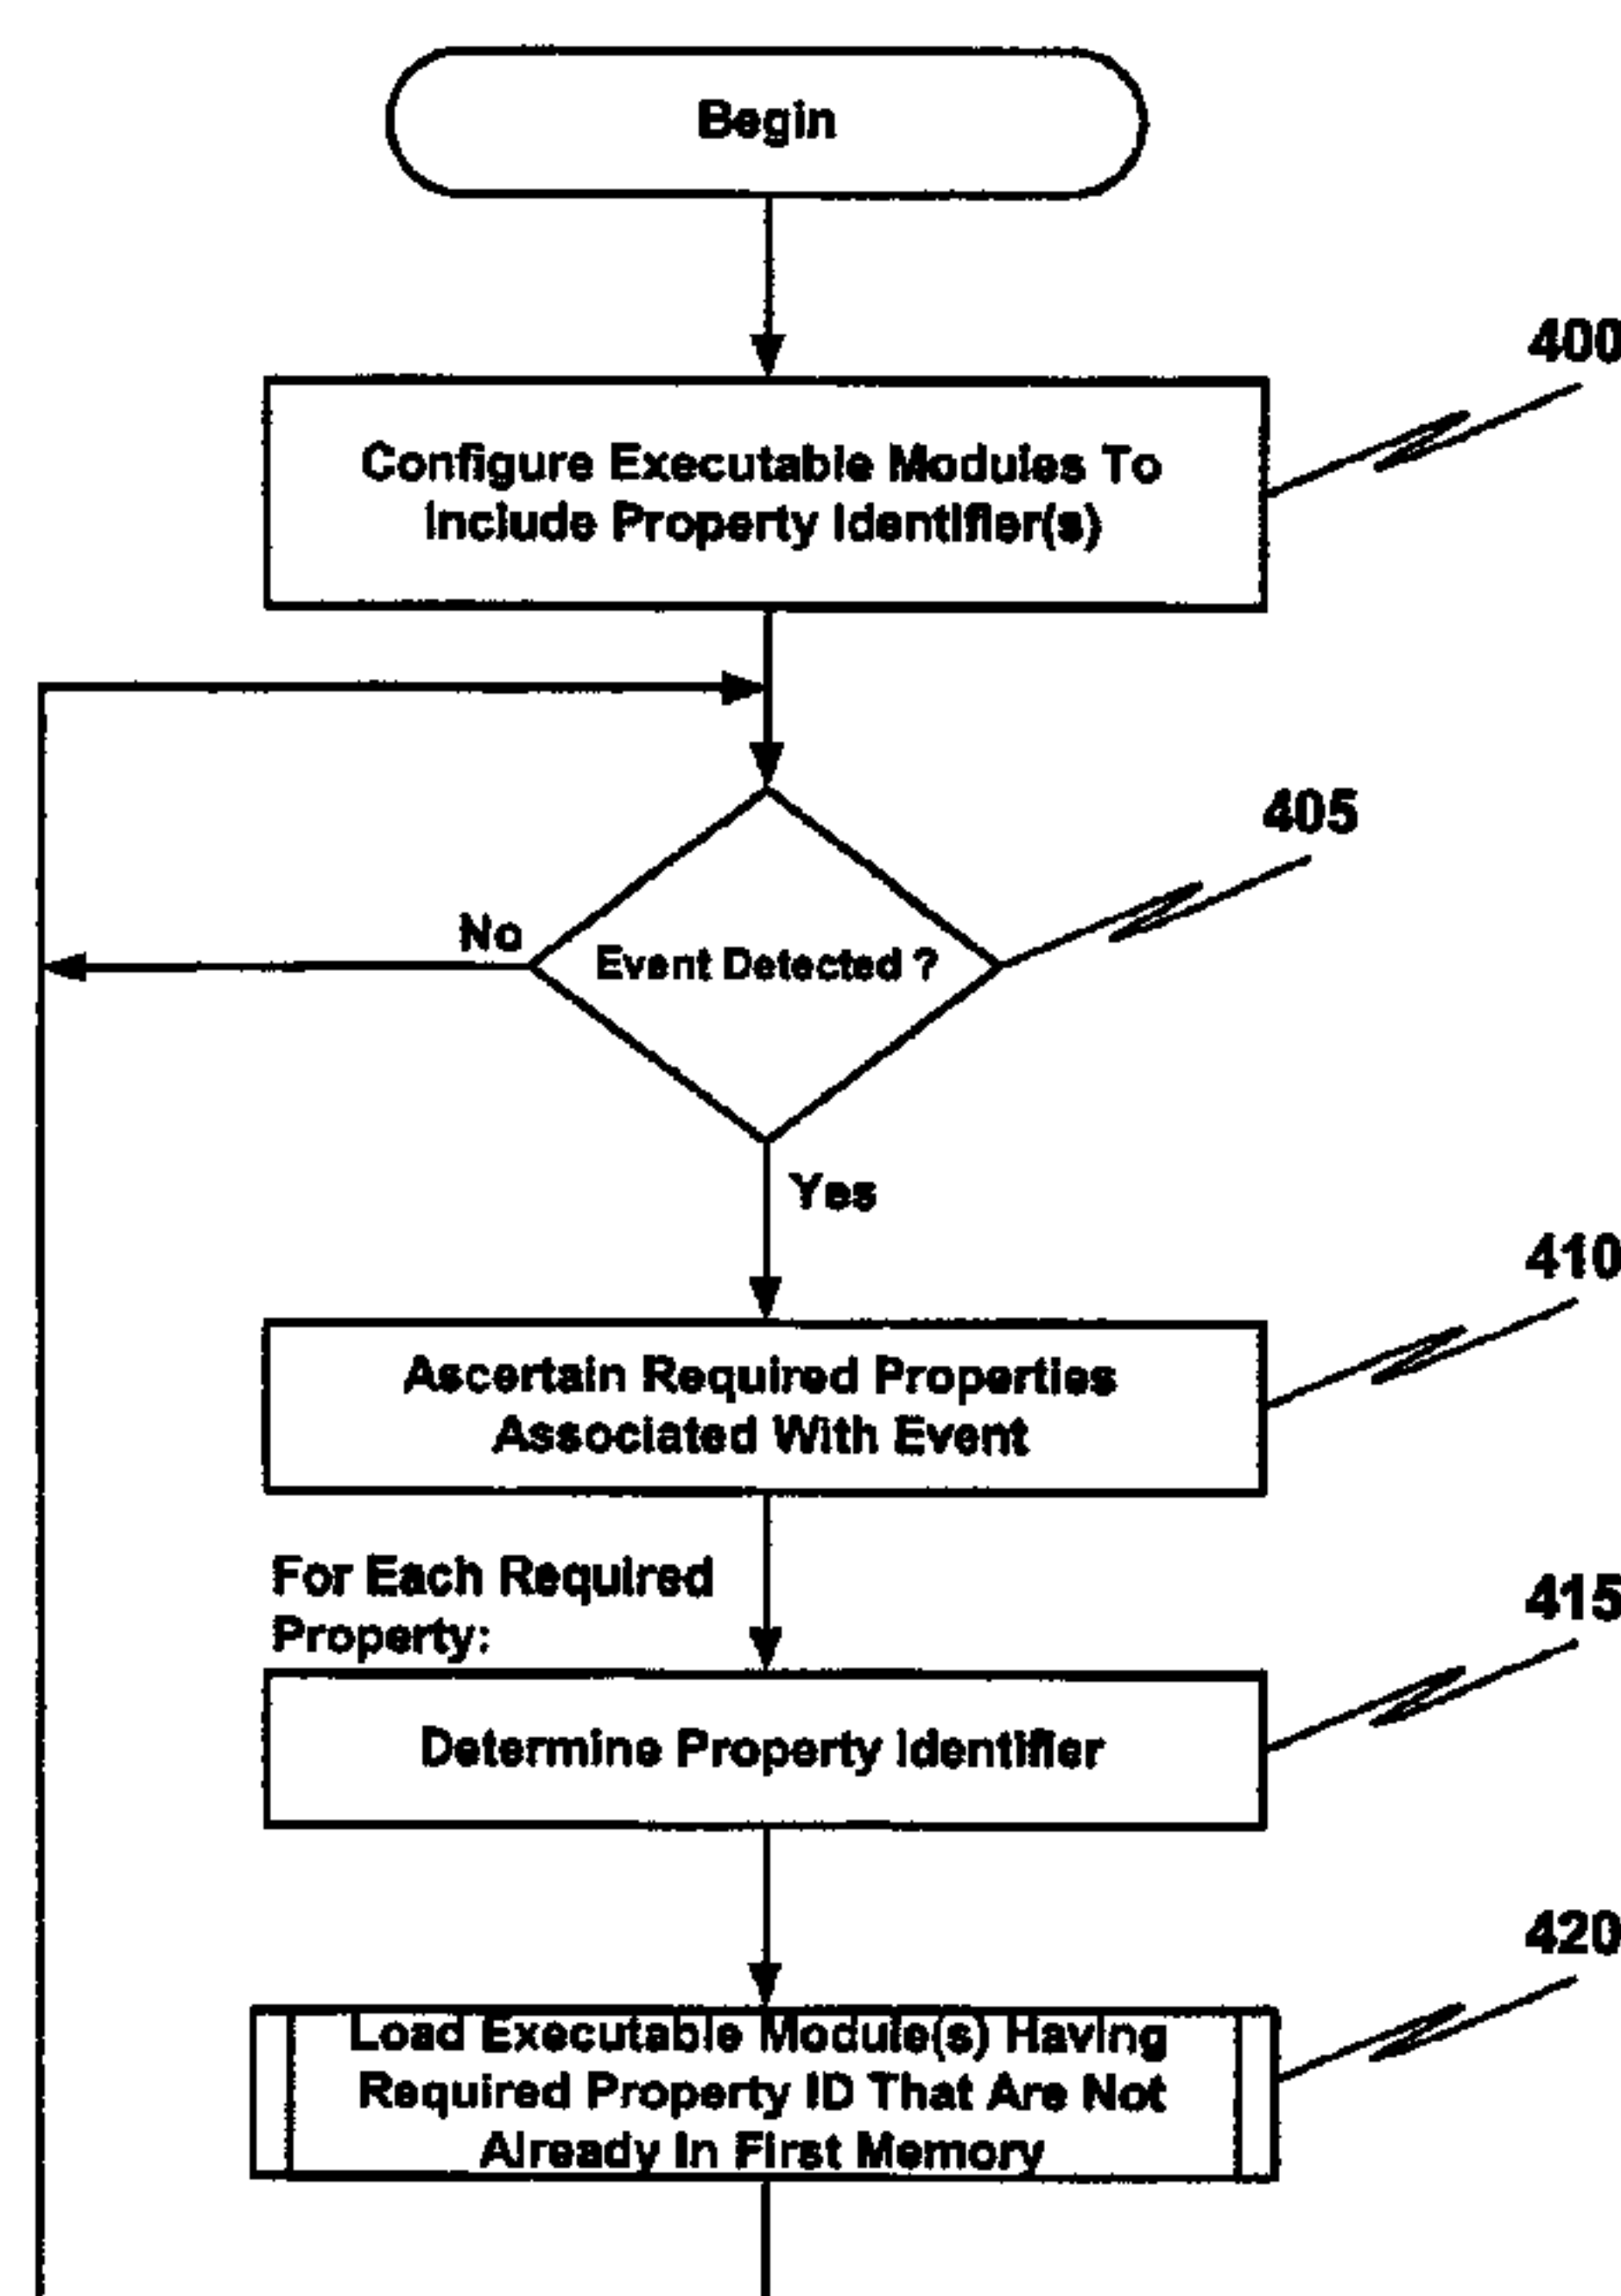 Begin
400
Configure Executable Modules To
Include Property Identifier(s)
405
No
Event Detected ?
Yes
410
Ascertain Required Properties
Associated With Event
For Each Required
Property:
415
Determine Property Identifier
420
Load Executable Module(s) Having
Required Property ID That Are Not
Already In First Memory